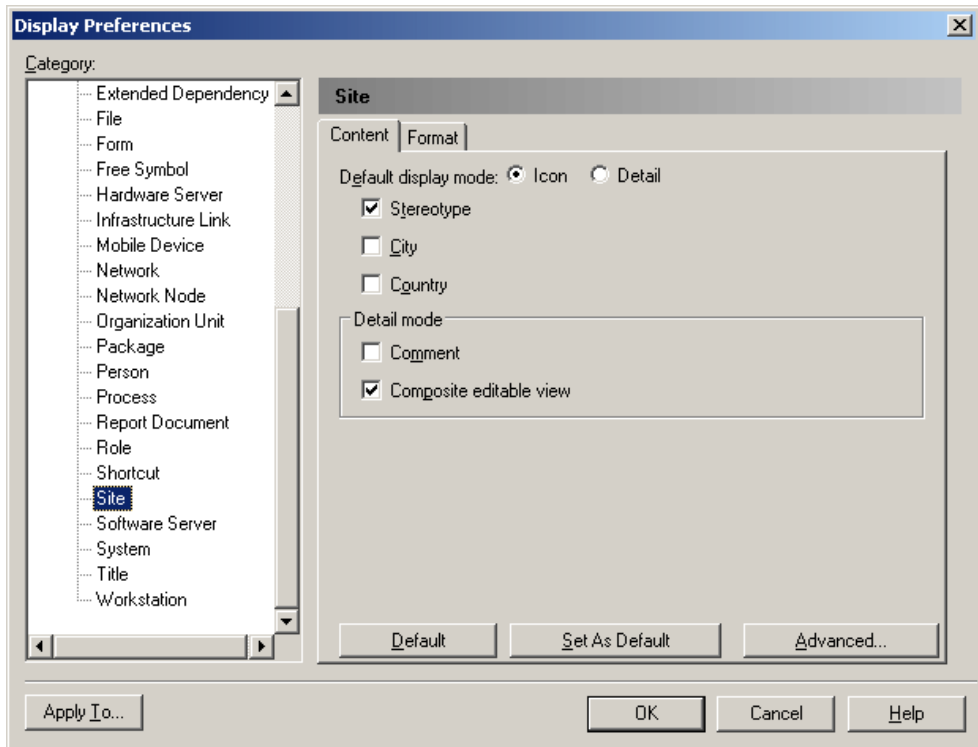 Display Preferences
Category:
Extended Dependency
File
Form
Free Symbol
Hardware Server
Infrastructure Link
Mobile Device
Network
Network Node
Organization Unit
Package
Person
Process
Report Document
Role
Shortcut
Site
Software Server
System
Title
Workstation
Site
Content Format
Default display mode: Icon Detail
Stereotype
City
Country
Detail mode
Comment
Composite editable view
Default Set As Default Advanced...
Apply To... OK Cancel Help